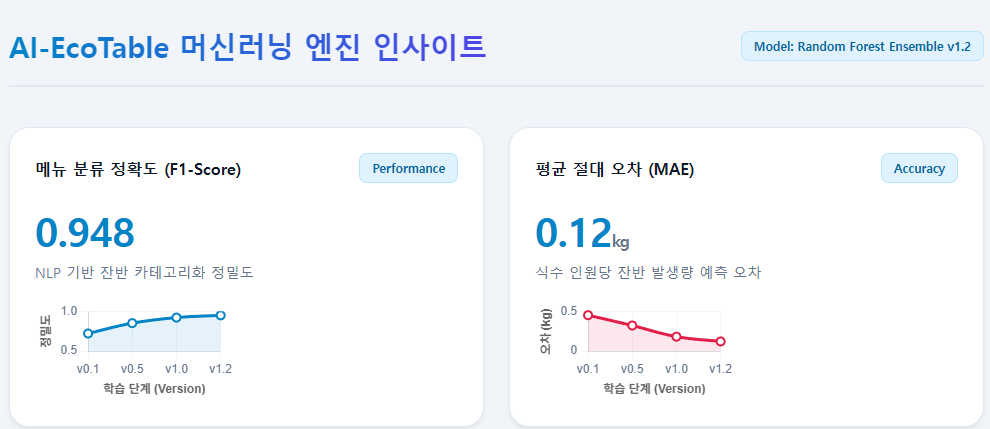 AI-EcoTable 머신러닝 엔진 인사이트
Model: Random Forest Ensemble v1.2
메뉴 분류 정확도 (F1-Score)
Performance
0.948
NLP 기반 잔반 카테고리화 정밀도
정밀도
1.0
0.5
v0.1 v0.5 v1.0 v1.2
학습 단계 (Version)
평균 절대 오차 (MAE)
Accuracy
0.12kg
식수 인원당 잔반 발생량 예측 오차
오차 (kg)
0.5
0
v0.1 v0.5 v1.0 v1.2
학습 단계 (Version)